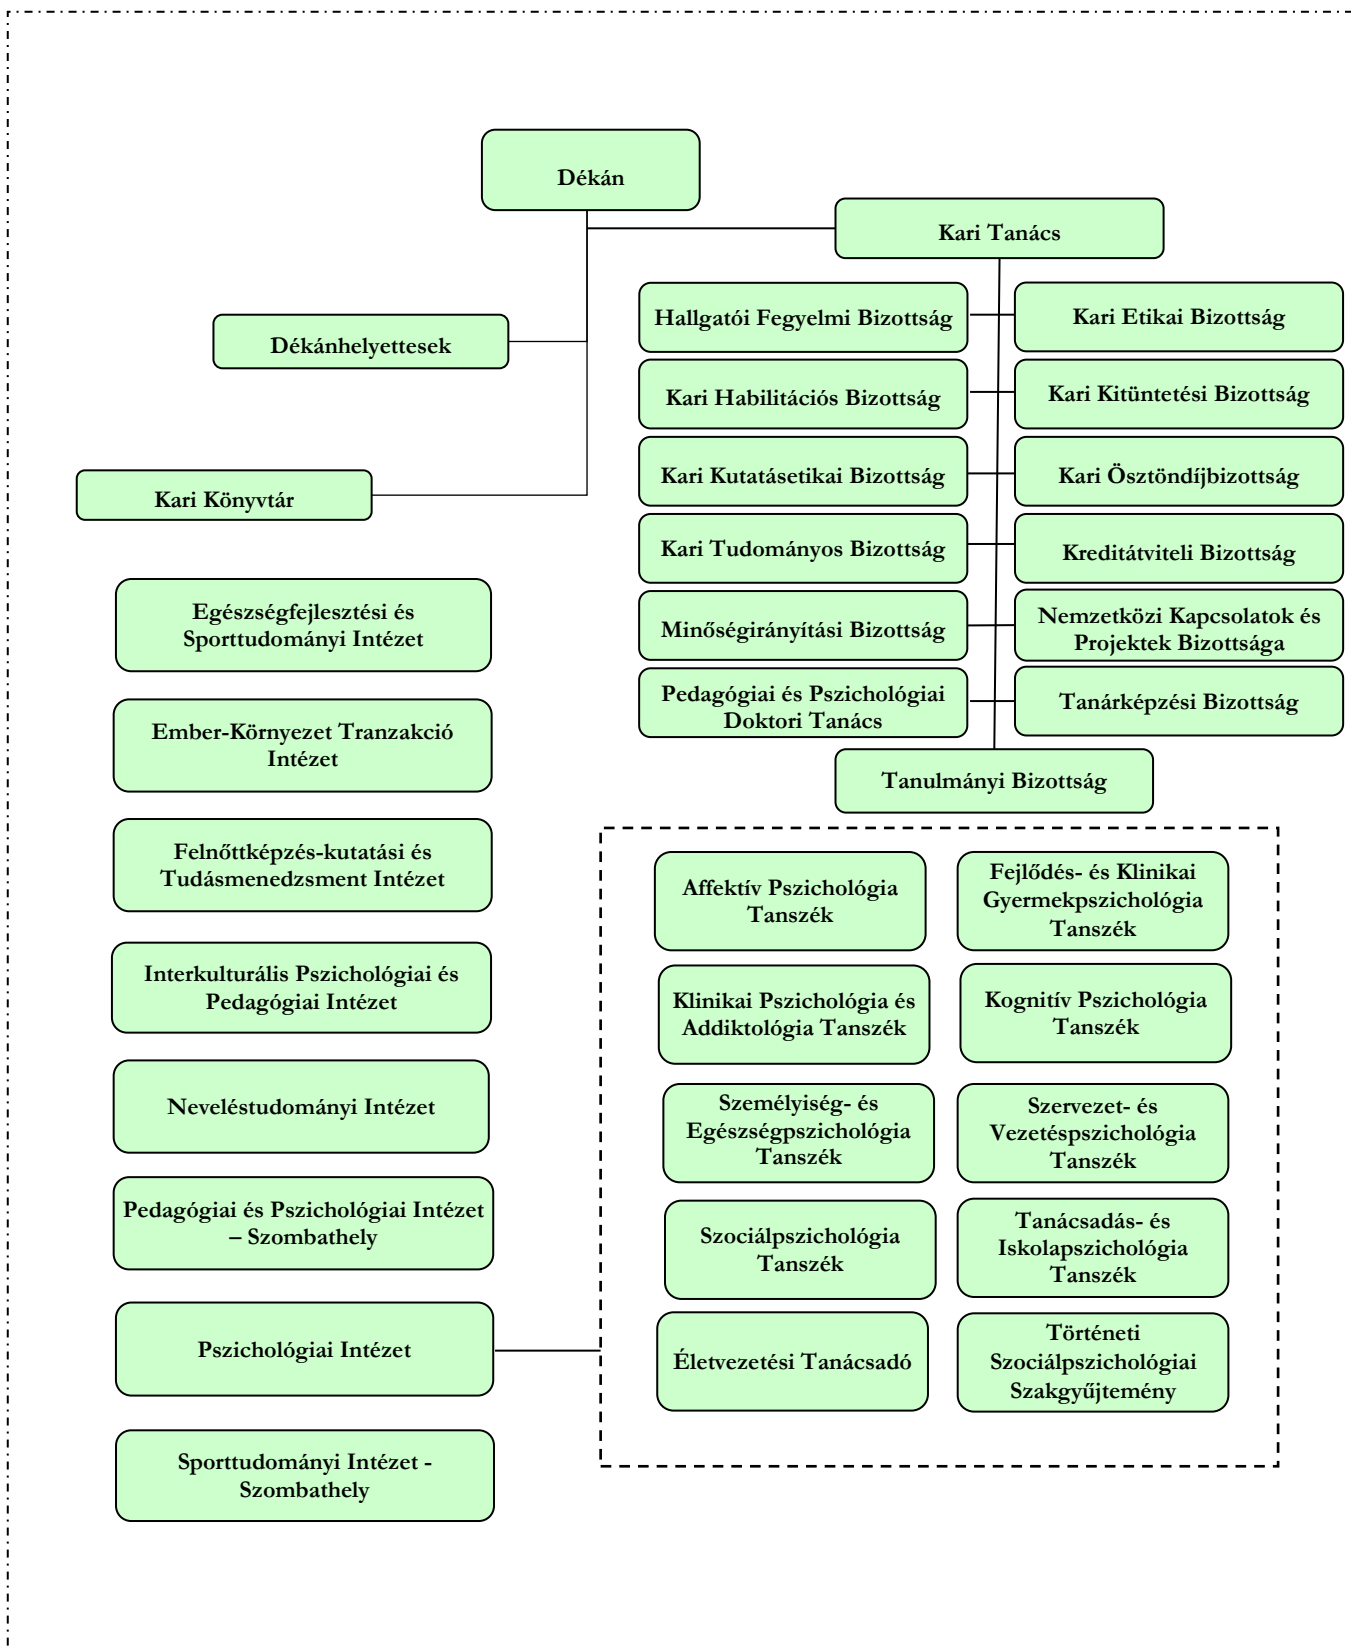 Dékán
Kari Tanács
Dékánhelyettesek
Kari Könyvtár
Hallgatói Fegyelmi Bizottság
Kari Etikai Bizottság
Kari Habilitációs Bizottság
Kari Kitüntetési Bizottság
Kari Kutatásetikai Bizottság
Kari Ösztöndíjbizottság
Kari Tudományos Bizottság
Kreditátviteli Bizottság
Minőségirányítási Bizottság
Nemzetközi Kapcsolatok és
Projektek Bizottsága
Pedagógiai és Pszichológiai
Doktori Tanács
Tanárképzési Bizottság
Tanulmányi Bizottság
Egészségfejlesztési és
Sporttudományi Intézet
Ember-Környezet Tranzakció
Intézet
Felnőttképzés-kutatási és
Tudásmenedzsment Intézet
Interkulturális Pszichológiai és
Pedagógiai Intézet
Neveléstudományi Intézet
Pedagógiai és Pszichológiai Intézet
– Szombathely
Pszichológiai Intézet
Sporttudományi Intézet -
Szombathely
Affektív Pszichológia
Tanszék
Fejlődés- és Klinikai
Gyermekpszichológia
Tanszék
Klinikai Pszichológia és
Addiktológia Tanszék
Kognitív Pszichológia
Tanszék
Személyiség- és
Egészségpszichológia
Tanszék
Szervezet- és
Vezetéspszichológia
Tanszék
Szociálpszichológia
Tanszék
Tanácsadás- és
Iskolapszichológia
Tanszék
Életvezetési Tanácsadó
Történeti
Szociálpszichológiai
Szakgyűjtemény